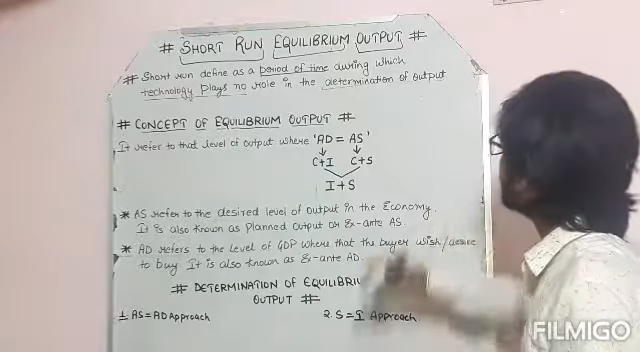 # SHORT RUN EQUILIBRIUM OUTPUT #
# Short run define as a period of time during which
technology plays no role in the determination of output
# CONCEPT OF EQUILIBRIUM OUTPUT #
It refer to that level of output where 'AD = AS'
C+I C+S
I+S
* AS refer to the desired level of output in the Economy.
It is also known as Planned Output or Ex-ante AS.
* AD refers to the level of GDP where that the buyer wish/desire
to buy It is also known as Ex-ante AD.
# DETERMINATION OF EQUILIBRIU
OUTPUT #
1 AS=AD Approach
2. S=I Approach
FILMIGO